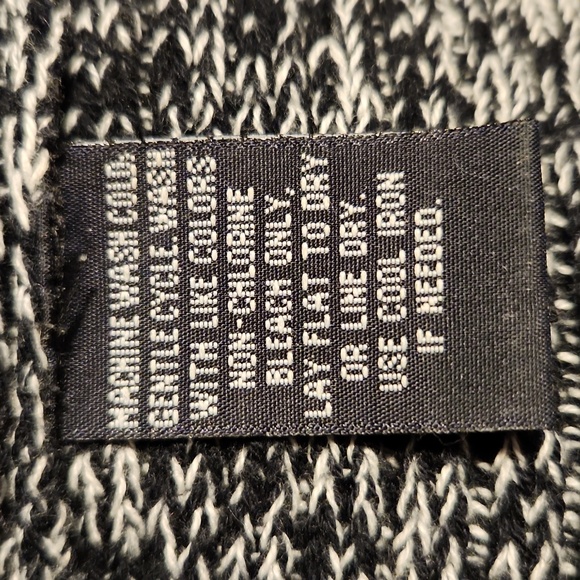 MACHINE WASH COLD
GENTLE CYCLE. WASH
WITH LIKE COLORS
NON-CHLORINE
BLEACH ONLY.
LAY FLAT TO DRY
OR LINE DRY.
USE COOL IRON
IF NEEDED.